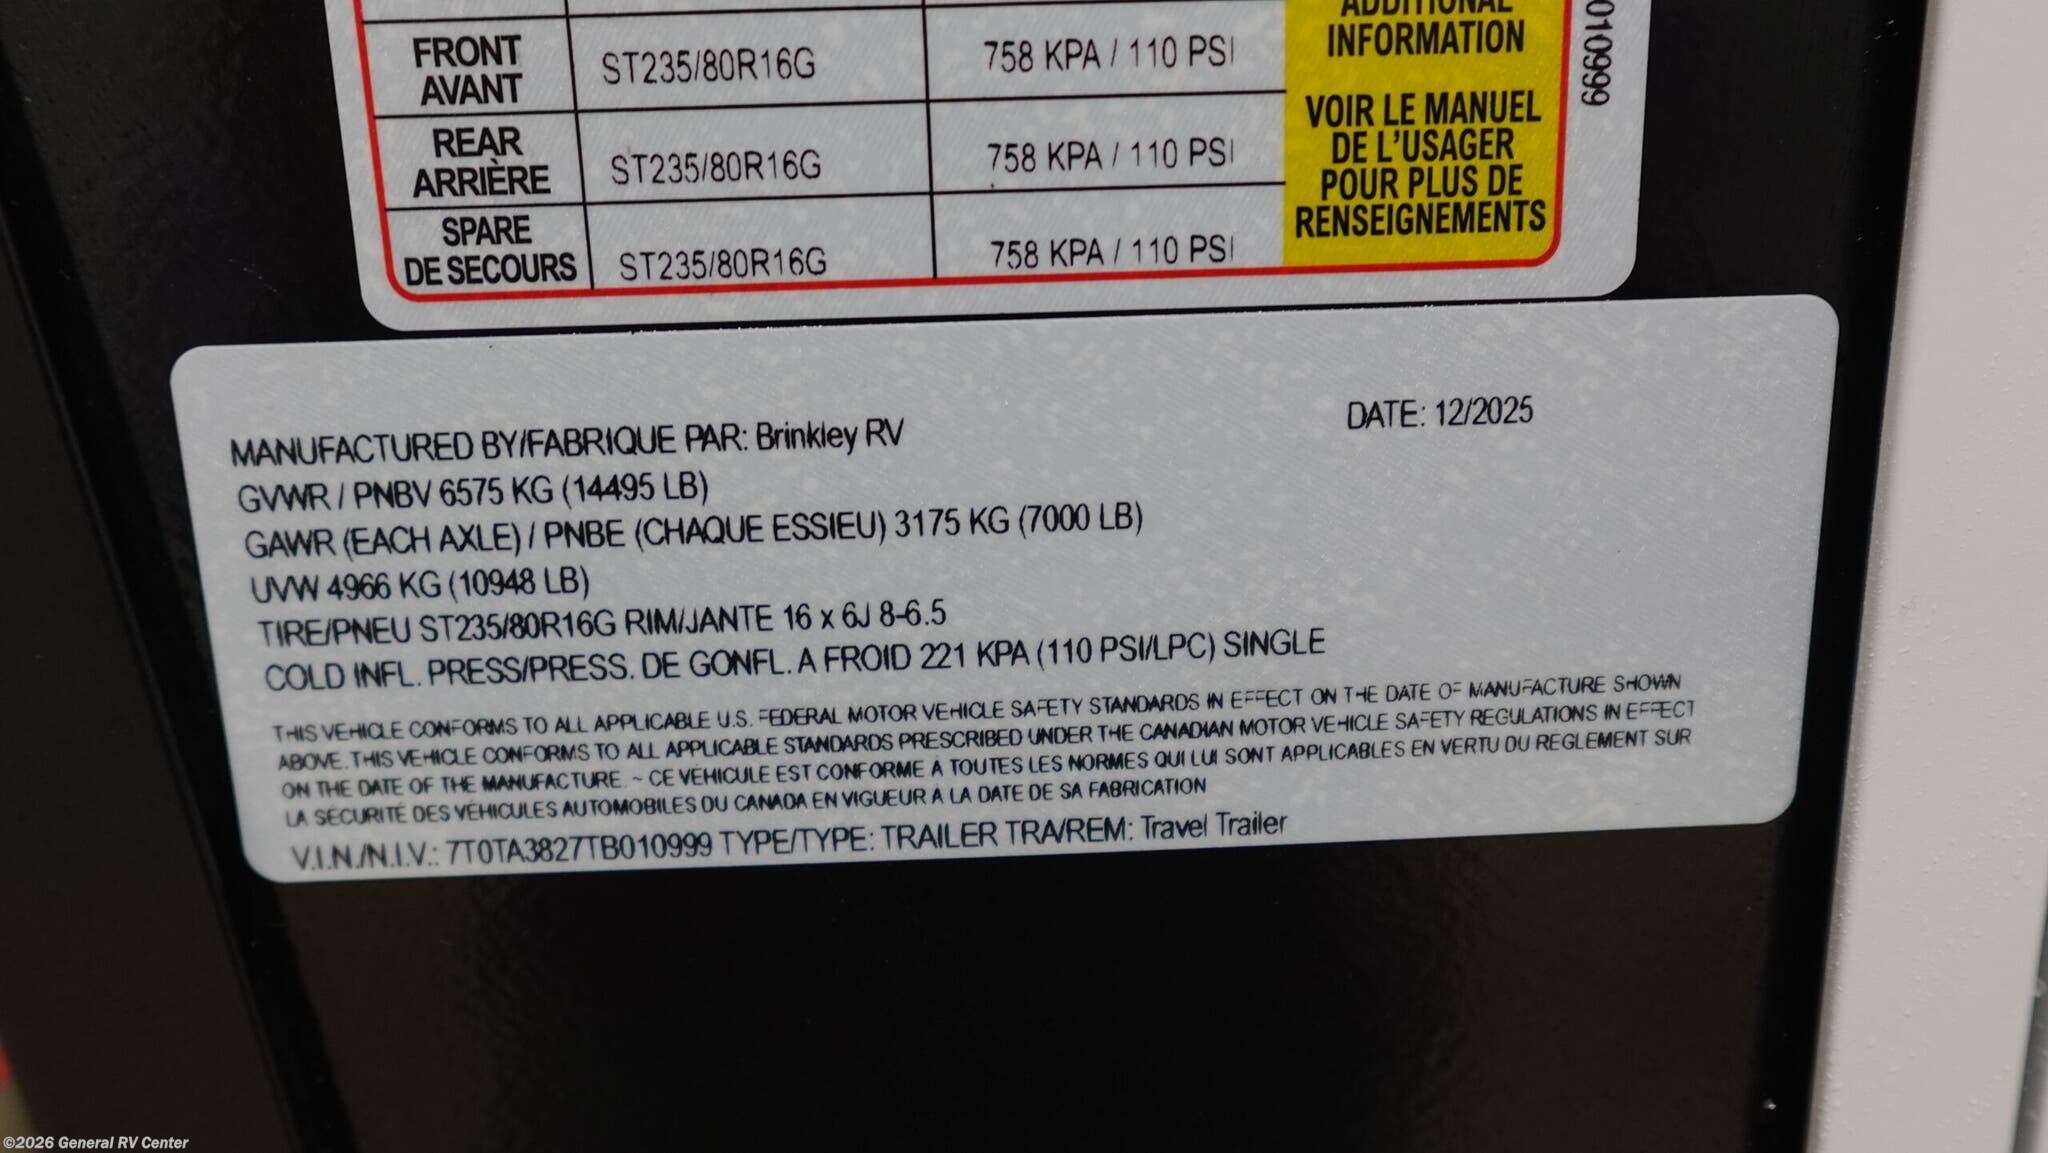 ADDITIONAL
INFORMATION
FRONT
AVANT
ST235/80R16G
758 KPA / 110 PSI
REAR
ARRIÈRE
ST235/80R16G
758 KPA / 110 PSI
SPARE
DE SECOURS
ST235/80R16G
758 KPA / 110 PSI
VOIR LE MANUEL
DE L'USAGER
POUR PLUS DE
RENSEIGNEMENTS
010999
MANUFACTURED BY/FABRIQUE PAR: Brinkley RV
DATE: 12/2025
GVWR / PNBV 6575 KG (14495 LB)
GAWR (EACH AXLE) / PNBE (CHAQUE ESSIEU) 3175 KG (7000 LB)
UVW 4966 KG (10948 LB)
TIRE/PNEU ST235/80R16G RIM/JANTE 16 x 6J 8-6.5
COLD INFL. PRESS/PRESS. DE GONFL. A FROID 221 KPA (110 PSI/LPC) SINGLE
THIS VEHICLE CONFORMS TO ALL APPLICABLE U.S. FEDERAL MOTOR VEHICLE SAFETY STANDARDS IN EFFECT ON THE DATE OF MANUFACTURE SHOWN
ABOVE. THIS VEHICLE CONFORMS TO ALL APPLICABLE STANDARDS PRESCRIBED UNDER THE CANADIAN MOTOR VEHICLE SAFETY REGULATIONS IN EFFECT
ON THE DATE OF THE MANUFACTURE. ~ CE VÉHICULE EST CONFORME À TOUTES LES NORMES QUI LUI SONT APPLICABLES EN VERTU DU RÈGLEMENT SUR
LA SÉCURITÉ DES VÉHICULES AUTOMOBILES DU CANADA EN VIGUEUR À LA DATE DE SA FABRICATION
V.I.N./N.I.V.: 7T0TA3827TB010999 TYPE/TYPE: TRAILER TRA/REM: Travel Trailer
©2026 General RV Center